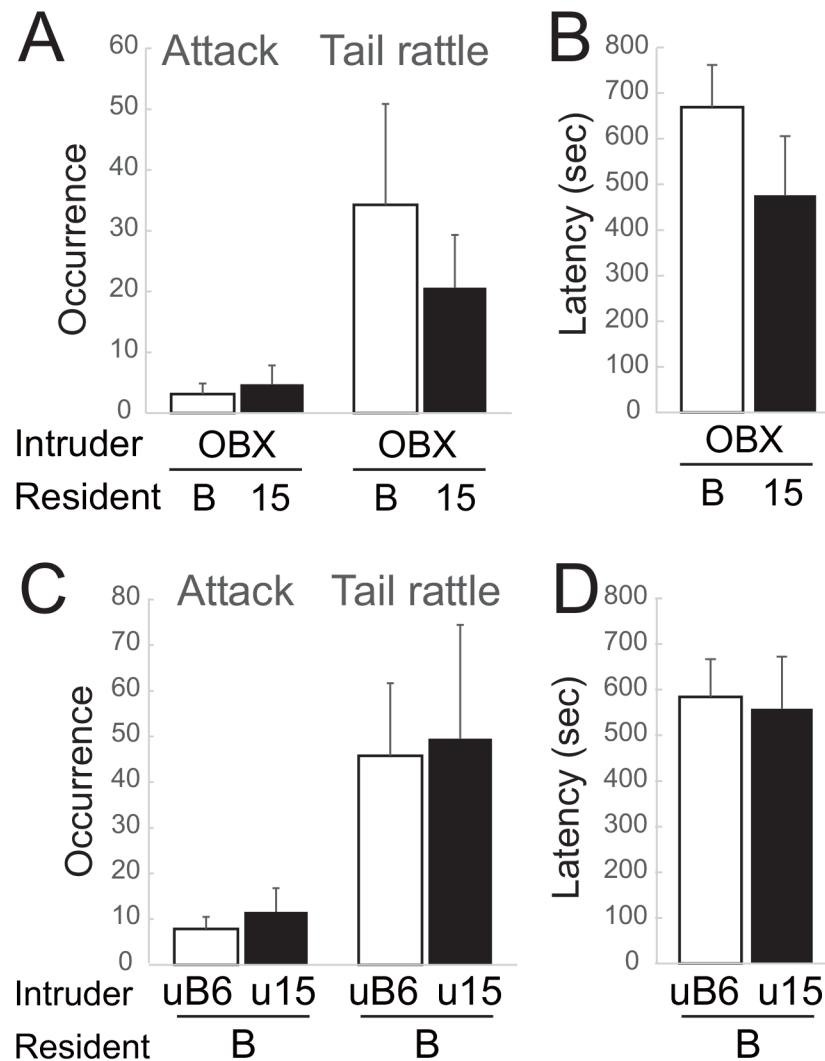 A
Attack Tail rattle
60
50
40
30
20
10
0
Occurrence
Intruder OBX OBX
Resident B 15 B 15
B
800
700
600
500
400
300
200
100
0
Latency (sec)
OBX
B 15
C
Attack Tail rattle
80
70
60
50
40
30
20
10
0
Occurrence
Intruder uB6 u15 uB6 u15
Resident B B
D
800
700
600
500
400
300
200
100
0
Latency (sec)
uB6 u15
B